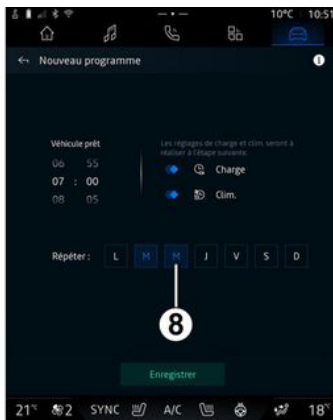 10°C 10:51
Nouveau programme
Véhicule prêt
Les réglages de charge et clim. seront à
réaliser à l'étape suivante.
06 55
07 : 00
08 05
Charge
Clim.
Répéter : L M M J V S D
8
Enregistrer
21°C 2 SYNC A/C 18°C